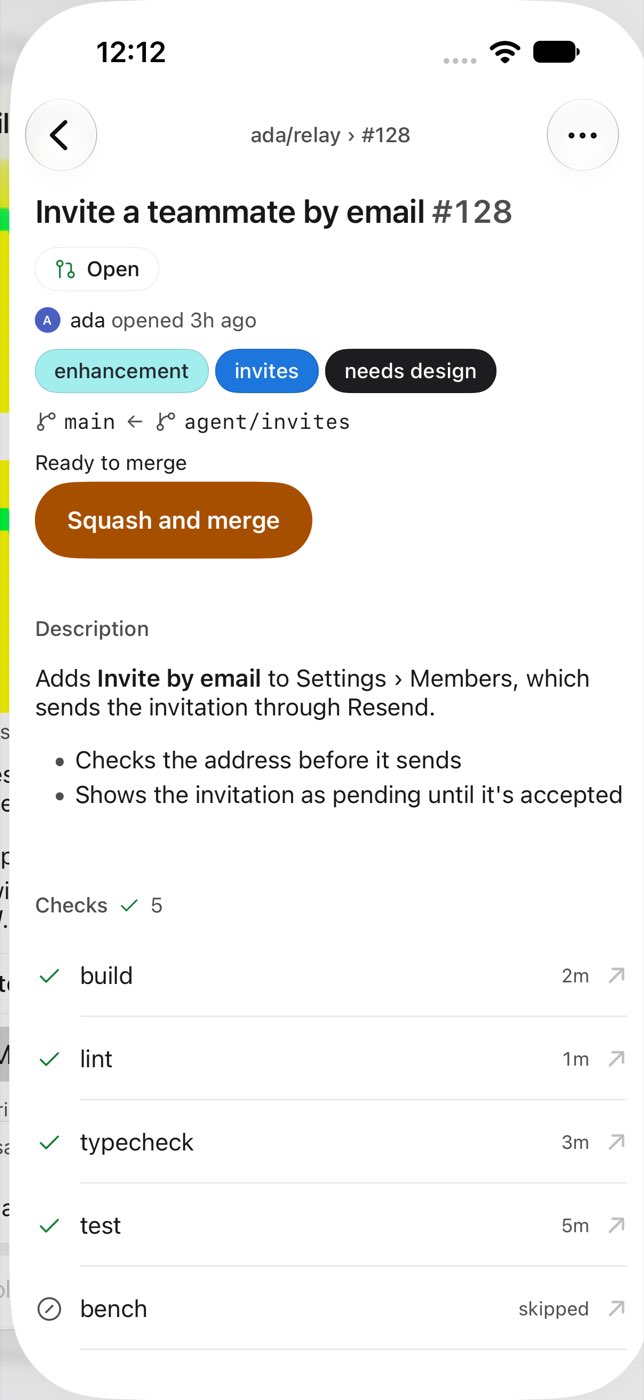 12:12
ada/relay › #128
Invite a teammate by email #128
Open
A ada opened 3h ago
enhancement invites needs design
main ← agent/invites
Ready to merge
Squash and merge
Description
Adds Invite by email to Settings › Members, which
sends the invitation through Resend.
• Checks the address before it sends
• Shows the invitation as pending until it's accepted
Checks ✓ 5
build 2m
lint 1m
typecheck 3m
test 5m
bench skipped